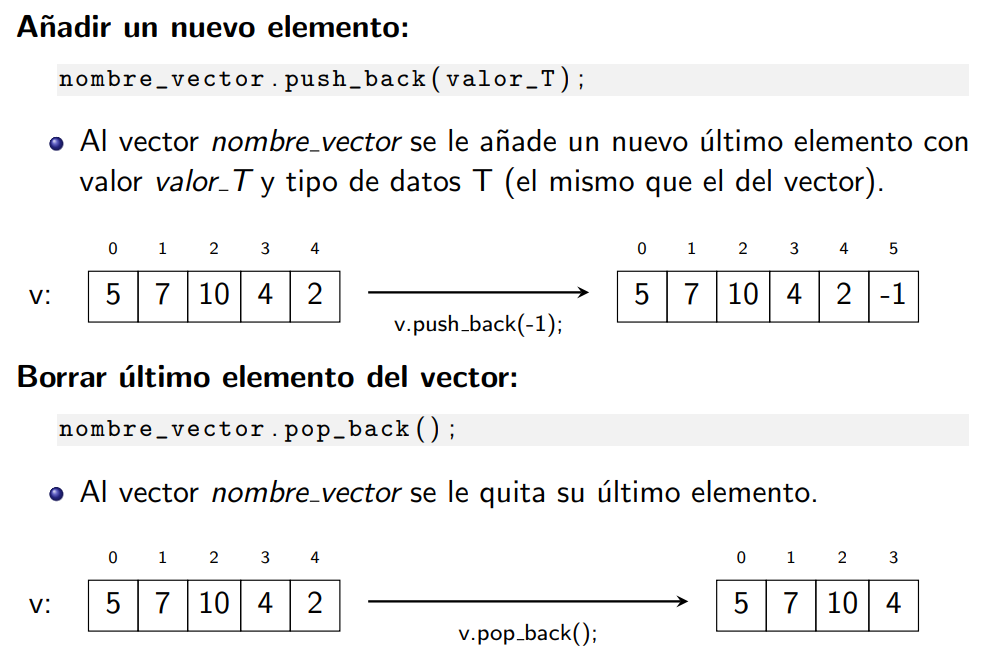 Añadir un nuevo elemento:
nombre_vector.push_back(valor_T);
Al vector nombre_vector se le añade un nuevo último elemento con
valor valor_T y tipo de datos T (el mismo que el del vector).
0 1 2 3 4 0 1 2 3 4 5
v: 5 7 10 4 2 5 7 10 4 2 -1
v.push_back(-1);
Borrar último elemento del vector:
nombre_vector.pop_back();
Al vector nombre_vector se le quita su último elemento.
0 1 2 3 4 0 1 2 3
v: 5 7 10 4 2 5 7 10 4
v.pop_back();